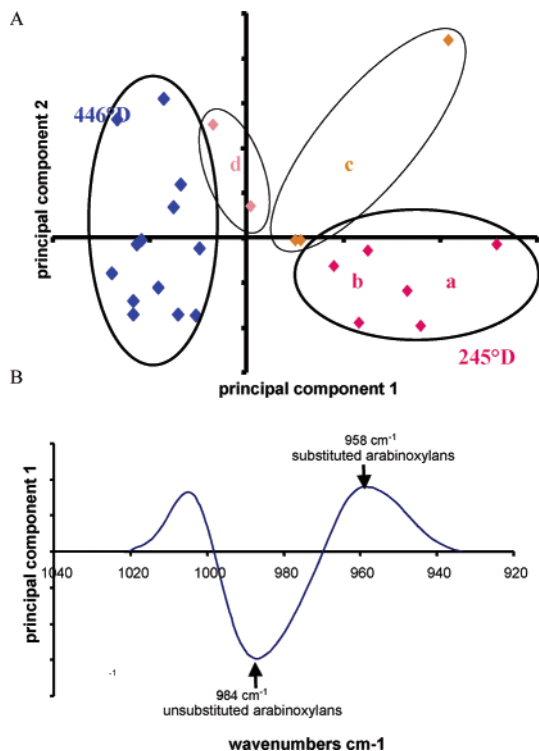 A
principal component 2
446°D
d
c
b
a
245°D
principal component 1
B
principal component 1
958 cm-1
substituted arabinoxylans
1040
1020
1000
980
960
940
920
-1
984 cm-1
unsubstituted arabinoxylans
wavenumbers cm-1